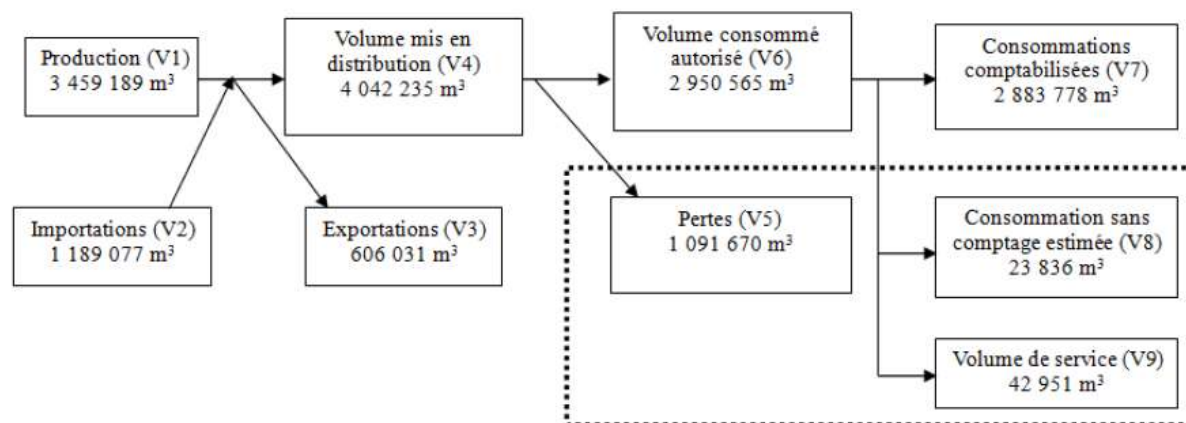 Production (V1)
3 459 189 m³
Volume mis en
distribution (V4)
4 042 235 m³
Volume consommé
autorisé (V6)
2 950 565 m³
Consommations
comptabilisées (V7)
2 883 778 m³
Importations (V2)
1 189 077 m³
Exportations (V3)
606 031 m³
Pertes (V5)
1 091 670 m³
Consommation sans
comptage estimée (V8)
23 836 m³
Volume de service (V9)
42 951 m³